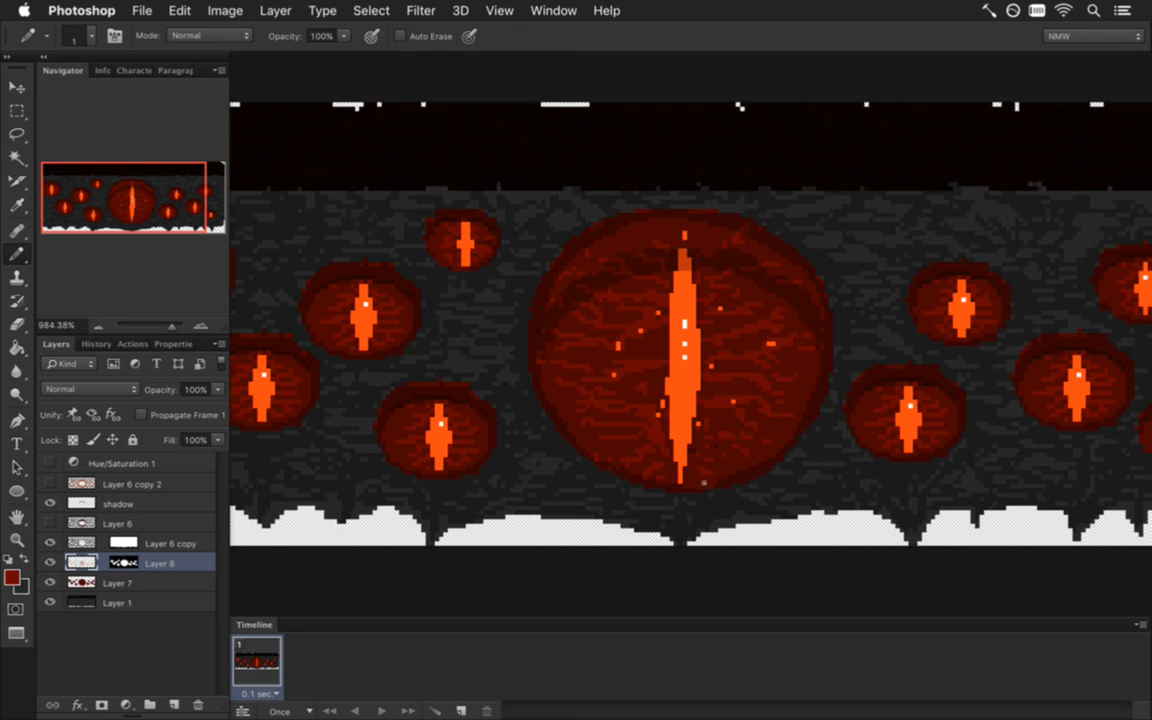 Photoshop File Edit Image Layer Type Select Filter 3D View Window Help
1 Mode: Normal Opacity: 100% Auto Erase NMW
Navigator Info Characte Paragrap
984.38%
Layers History Actions Propertie
Kind
Normal Opacity: 100%
Unify: Propagate Frame 1
Lock: Fill: 100%
Hue/Saturation 1
Layer 6 copy 2
shadow
Layer 6
Layer 6 copy
Layer 8
Layer 7
Layer 1
Timeline
1
0.1 sec.
Once